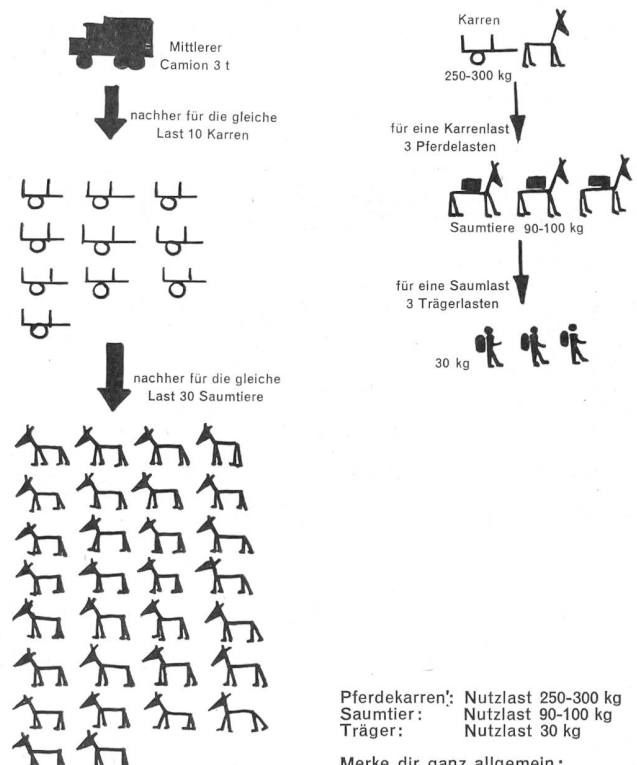 Mittlerer
Camion 3 t
nachher für die gleiche
Last 10 Karren
nachher für die gleiche
Last 30 Saumtiere
Karren
250-300 kg
für eine Karrenlast
3 Pferdelasten
Saumtiere 90-100 kg
für eine Saumlast
3 Trägerlasten
30 kg
Pferdekarren: Nutzlast 250-300 kg
Saumtier: Nutzlast 90-100 kg
Träger: Nutzlast 30 kg
Merke dir ganz allgemein: